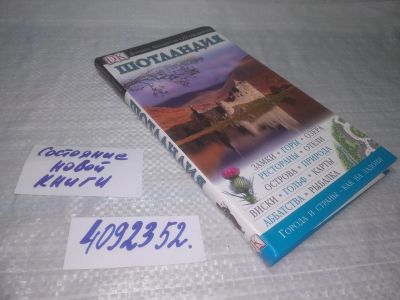 DK
ШОТЛАНДИЯ
ЗАМКИ • ГОРЫ • ОЗЕРА
РЕСТОРАНЫ • ОТЕЛИ
ОСТРОВА • ПРИРОДА
ВИСКИ • ГОЛЬФ • КАРТЫ
АББАТСТВА • РЫБАЛКА
ГОРОДА И СТРАНЫ - КАК НА ЛАДОНИ
ШОТЛАНДИЯ
DK
Состояние
новой
книги
4092352.